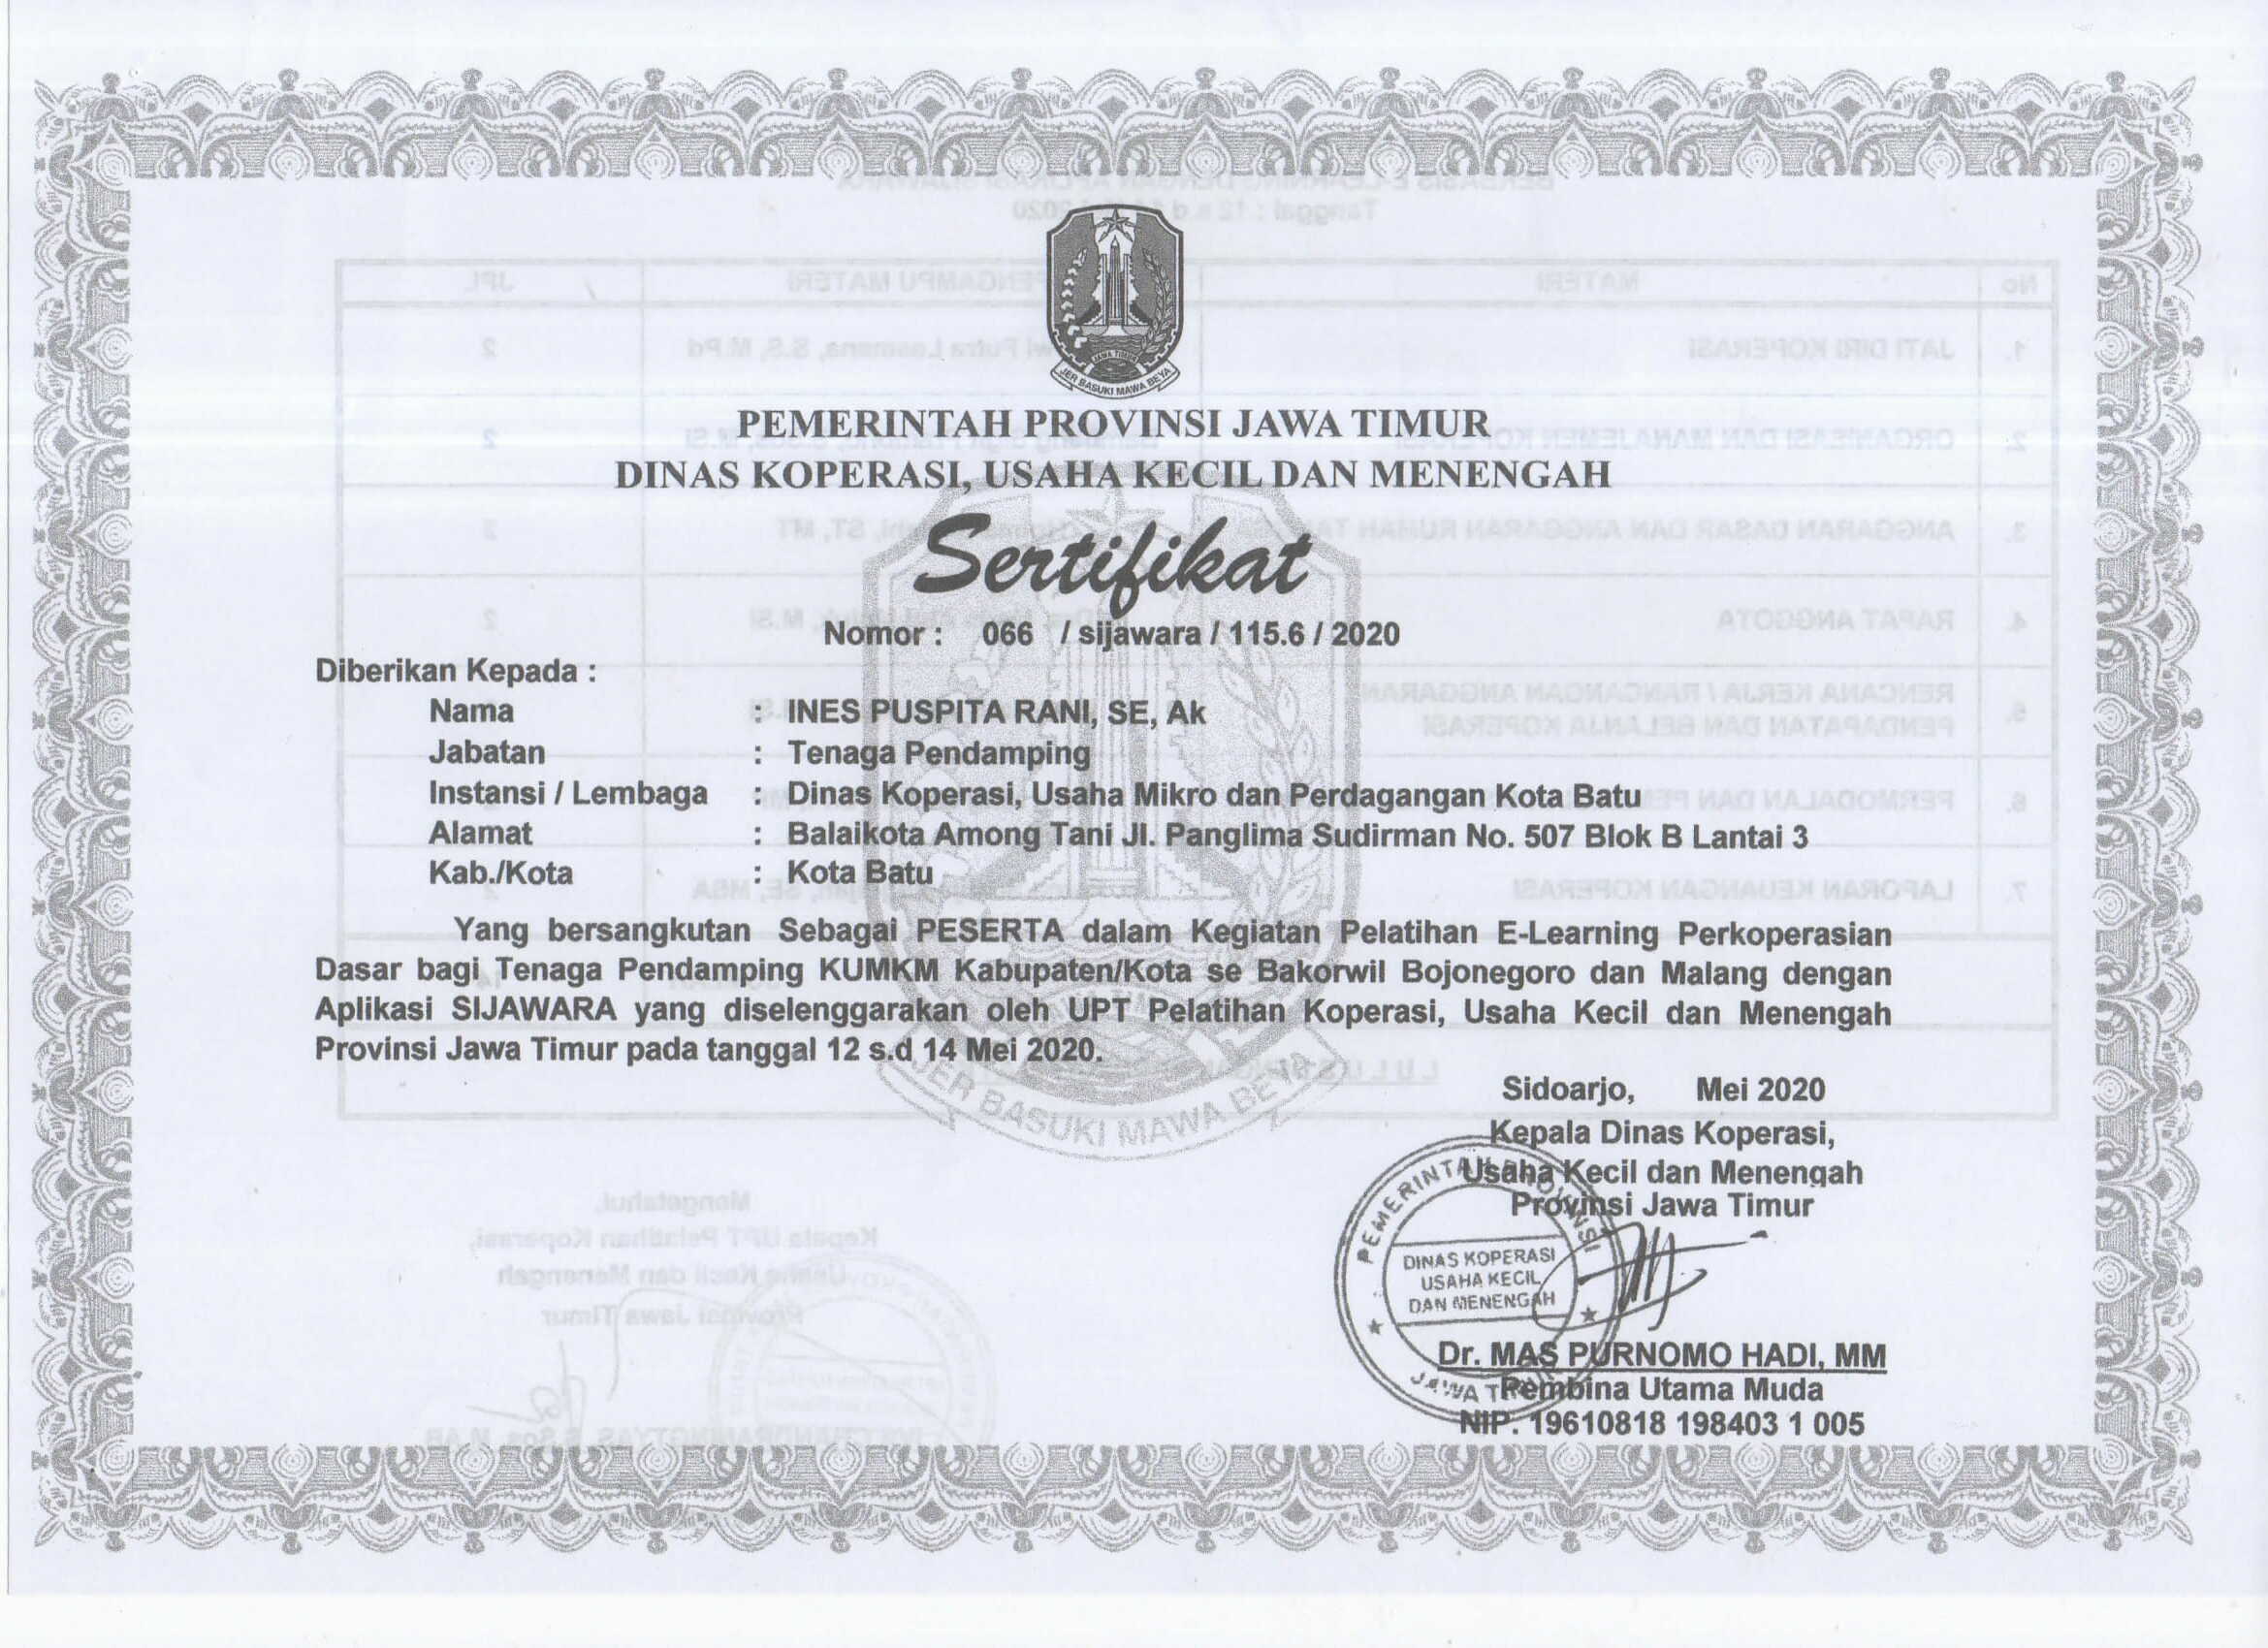 JAWA TIMUR
JER BASUKI MAWA BEYA
PEMERINTAH PROVINSI JAWA TIMUR
DINAS KOPERASI, USAHA KECIL DAN MENENGAH
Sertifikat
Nomor : 066 / sijawara / 115.6 / 2020
Diberikan Kepada :
Nama : INES PUSPITA RANI, SE, Ak
Jabatan : Tenaga Pendamping
Instansi / Lembaga : Dinas Koperasi, Usaha Mikro dan Perdagangan Kota Batu
Alamat : Balaikota Among Tani Jl. Panglima Sudirman No. 507 Blok B Lantai 3
Kab./Kota : Kota Batu
Yang bersangkutan Sebagai PESERTA dalam Kegiatan Pelatihan E-Learning Perkoperasian
Dasar bagi Tenaga Pendamping KUMKM Kabupaten/Kota se Bakorwil Bojonegoro dan Malang dengan
Aplikasi SIJAWARA yang diselenggarakan oleh UPT Pelatihan Koperasi, Usaha Kecil dan Menengah
Provinsi Jawa Timur pada tanggal 12 s.d 14 Mei 2020.
JER BASUKI MAWA BEYA
Sidoarjo, Mei 2020
Kepala Dinas Koperasi,
Usaha Kecil dan Menengah
Provinsi Jawa Timur
PEMERINTAH PROVINSI
DINAS KOPERASI
USAHA KECIL
DAN MENENGAH
JAWA TIMUR
Dr. MAS PURNOMO HADI, MM
Pembina Utama Muda
NIP. 19610818 198403 1 005